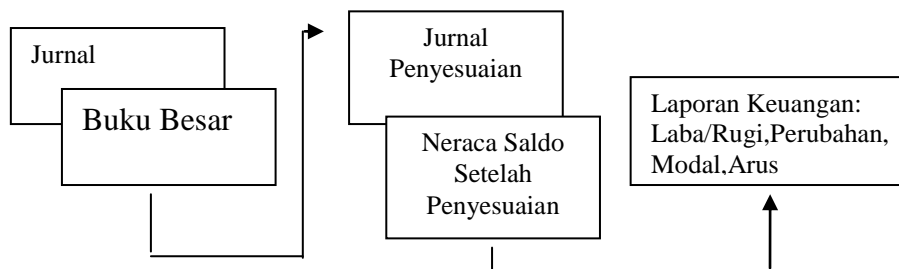 Jurnal
Buku Besar
Jurnal
Penyesuaian
Neraca Saldo
Setelah
Penyesuaian
Laporan Keuangan:
Laba/Rugi,Perubahan,
Modal,Arus